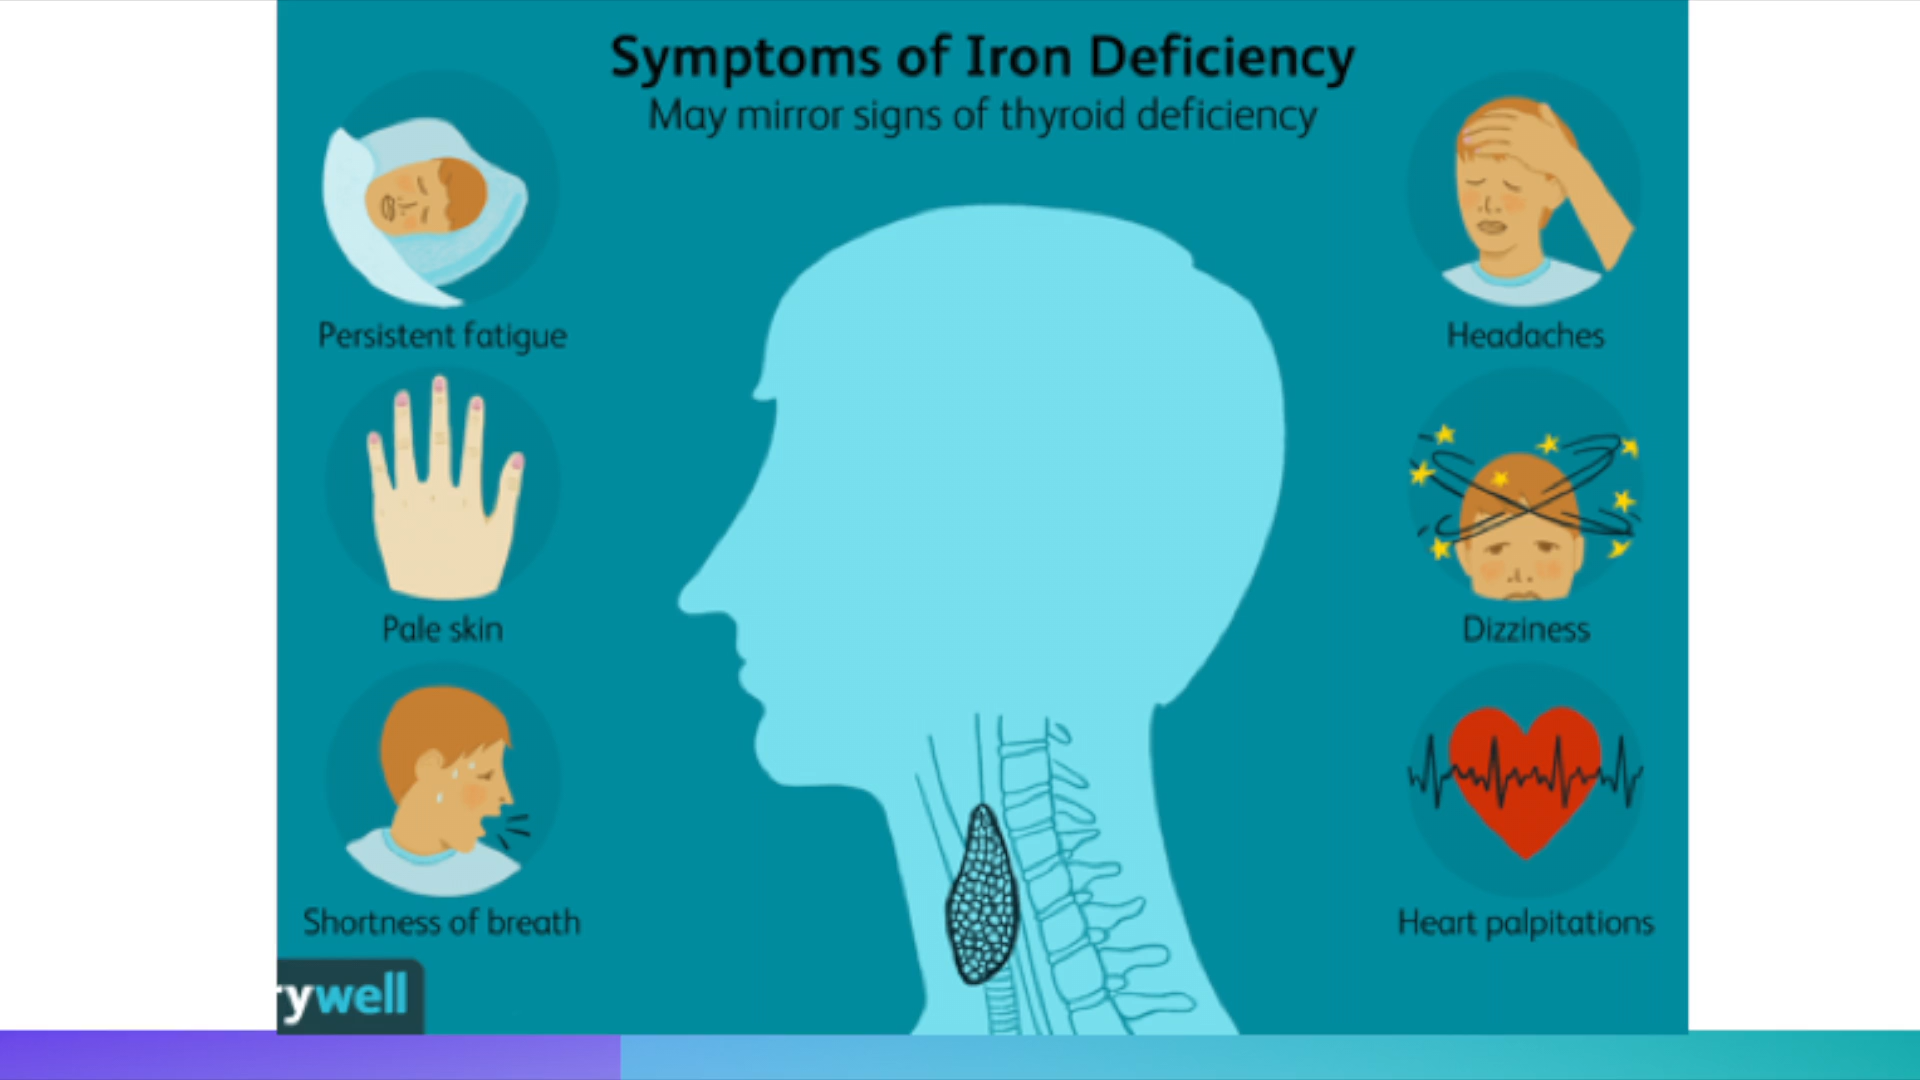 Symptoms of Iron Deficiency
May mirror signs of thyroid deficiency
Persistent fatigue
Headaches
Pale skin
Dizziness
Shortness of breath
Heart palpitations
rywell